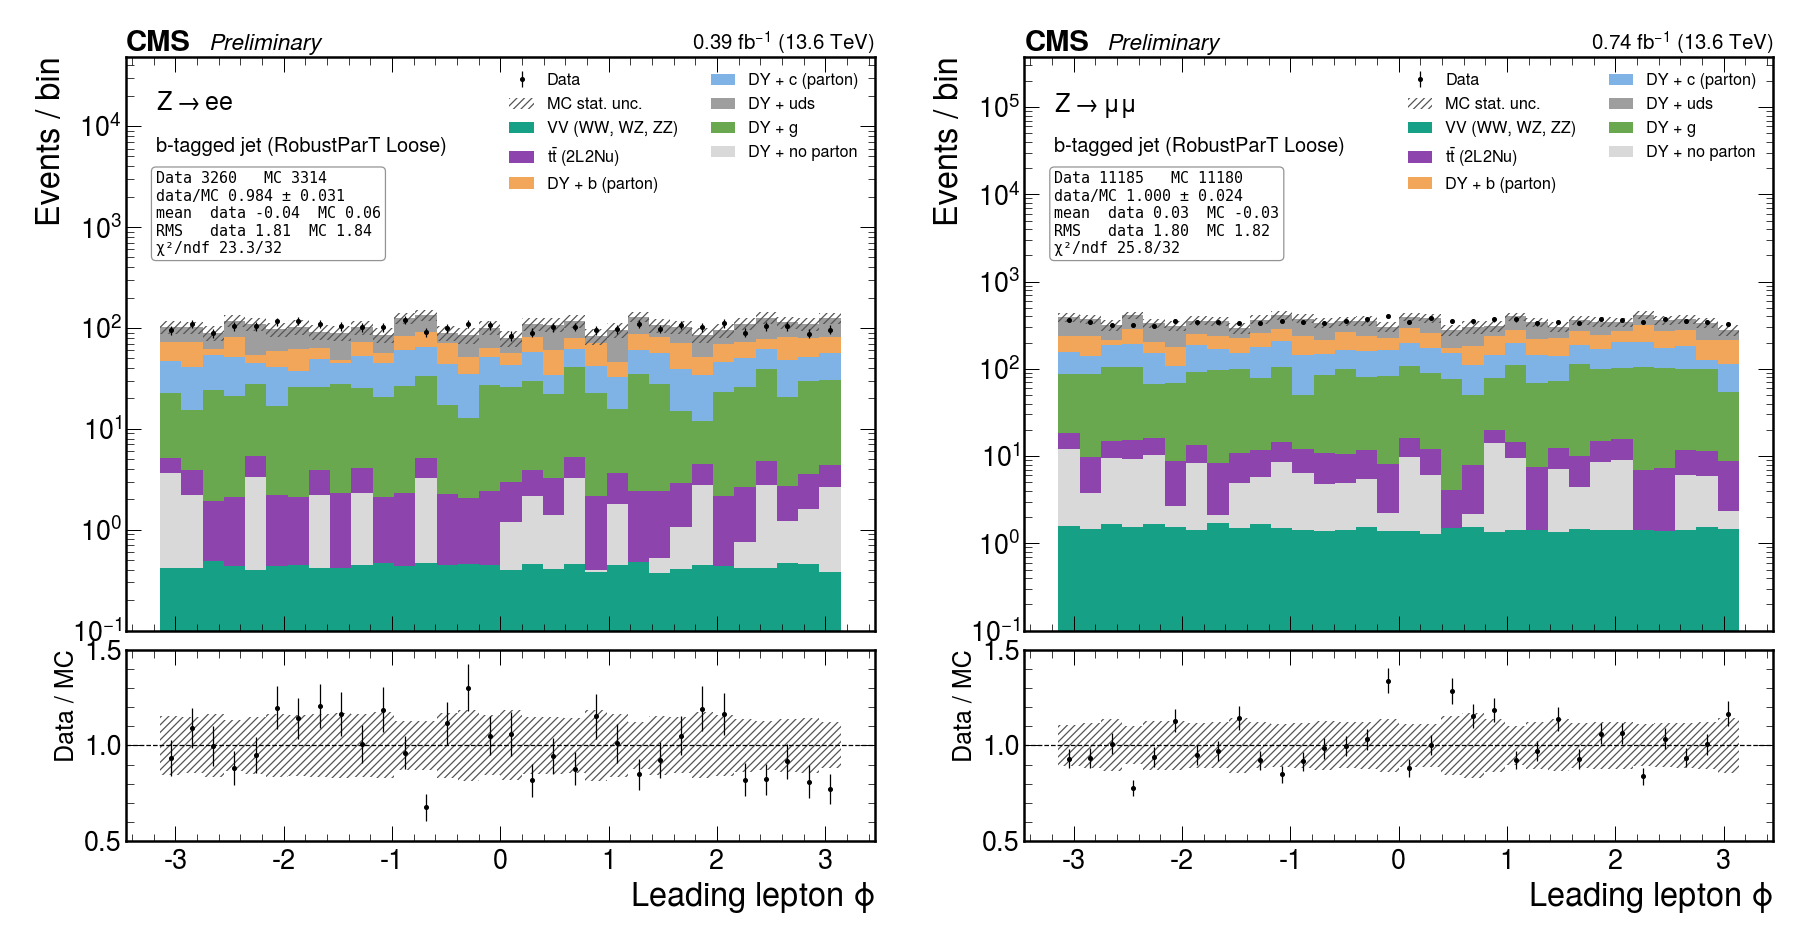 CMS Preliminary 0.39 fb⁻¹ (13.6 TeV)
Events / bin
Z → ee
b-tagged jet (RobustParT Loose)
Data 3260 MC 3314
data/MC 0.984 ± 0.031
mean data -0.04 MC 0.06
RMS data 1.81 MC 1.84
χ²/ndf 23.3/32
Data
MC stat. unc.
VV (WW, WZ, ZZ)
tt̄ (2L2Nu)
DY + b (parton)
DY + c (parton)
DY + uds
DY + g
DY + no parton
10⁴
10³
10²
10¹
10⁰
10⁻¹
Data / MC
1.5
1.0
0.5
-3 -2 -1 0 1 2 3
Leading lepton ϕ
CMS Preliminary 0.74 fb⁻¹ (13.6 TeV)
Events / bin
Z → μμ
b-tagged jet (RobustParT Loose)
Data 11185 MC 11180
data/MC 1.000 ± 0.024
mean data 0.03 MC -0.03
RMS data 1.80 MC 1.82
χ²/ndf 25.8/32
Data
MC stat. unc.
VV (WW, WZ, ZZ)
tt̄ (2L2Nu)
DY + b (parton)
DY + c (parton)
DY + uds
DY + g
DY + no parton
10⁵
10⁴
10³
10²
10¹
10⁰
10⁻¹
Data / MC
1.5
1.0
0.5
-3 -2 -1 0 1 2 3
Leading lepton ϕ